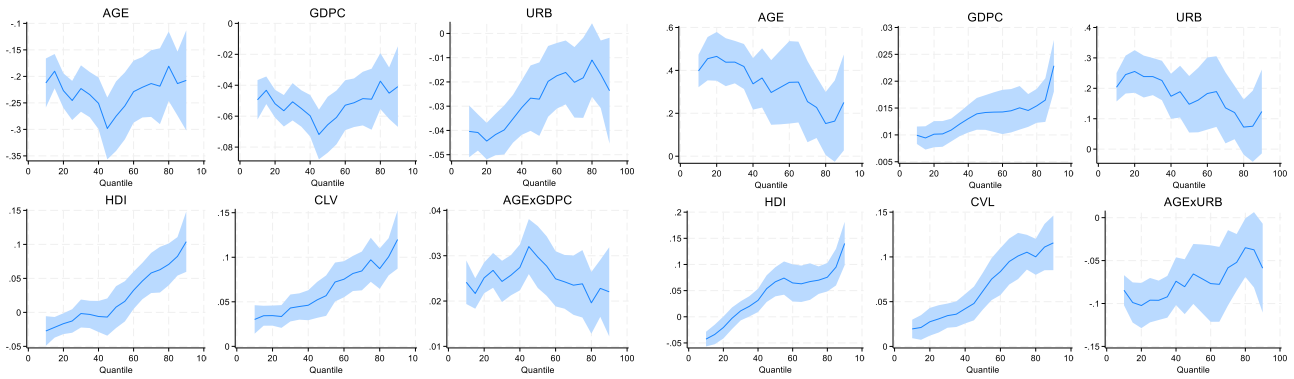 AGE GDPC URB AGE GDPC URB
-.1 0 0 .6 .03 .4
-.15 -.02 -.01 .4 .025 .3
-.2 -.04 -.02 .2 .02 .2
-.25 -.06 -.03 0 .015 .1
-.3 -.08 -.04 .01 0
-.35 -.05 .005
0 20 40 60 80 10 0 20 40 60 80 10 0 20 40 60 80 100 0 20 40 60 80 10 0 20 40 60 80 10 0 20 40 60 80 100
Quantile Quantile Quantile Quantile Quantile Quantile
HDI CLV AGExGDPC HDI CVL AGExURB
.15 .15 .04 .2 .15 0
.1 .1 .03 .15 .1 -.05
.05 .05 .02 .1 .05 -.1
0 0 .01 .05 0 -.15
-.05 0
-.05
0 20 40 60 80 10 0 20 40 60 80 10 0 20 40 60 80 100 0 20 40 60 80 10 0 20 40 60 80 10 0 20 40 60 80 100
Quantile Quantile Quantile Quantile Quantile Quantile